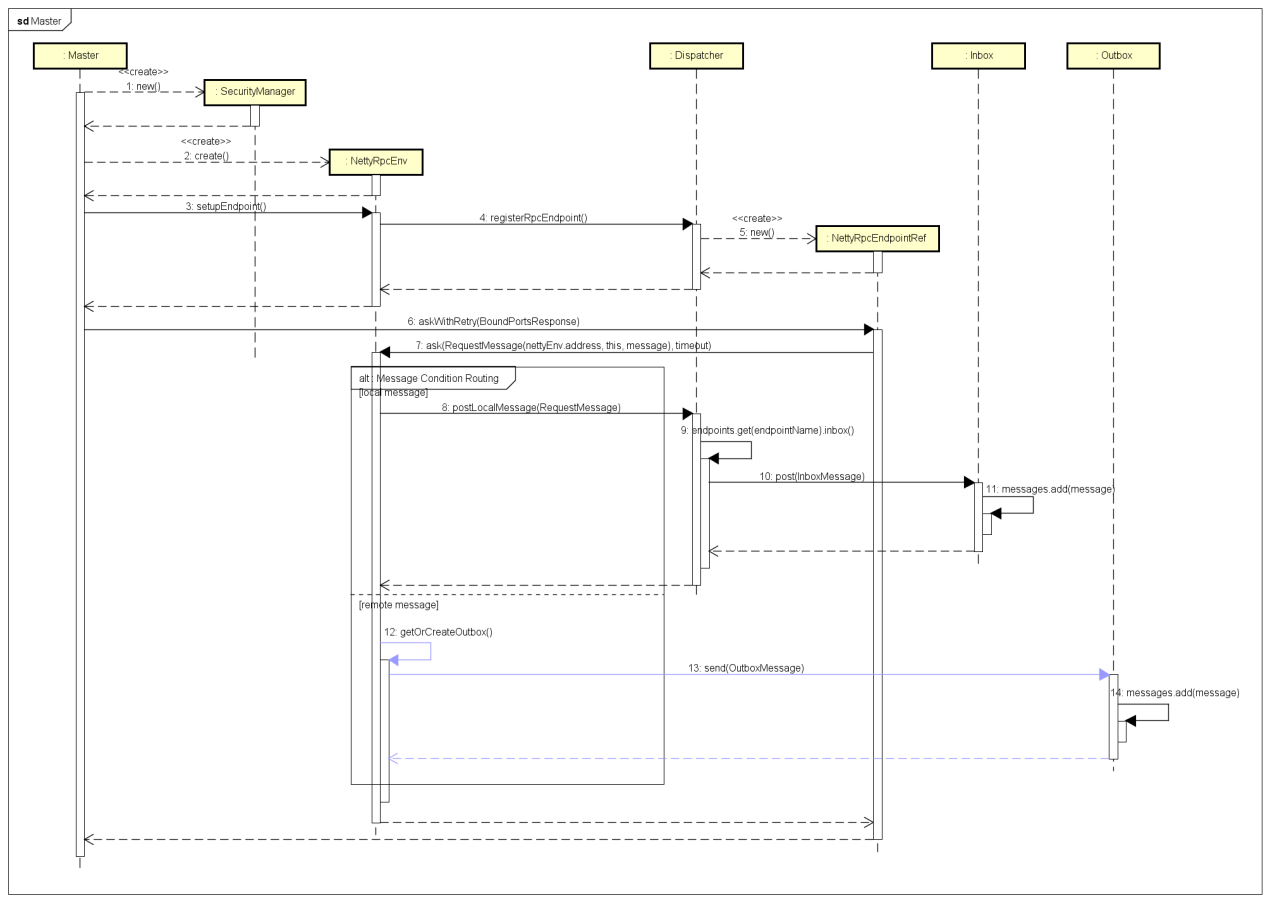 sd Master
: Master
: Dispatcher
: Inbox
: Outbox
<<create>>
1: new()
: SecurityManager
<<create>>
2: create()
: NettyRpcEnv
3: setupEndpoint()
4: registerRpcEndpoint()
<<create>>
5: new()
: NettyRpcEndpointRef
6: askWithRetry(BoundPortsResponse)
7: ask(RequestMessage(nettyEnv.address, this, message), timeout)
alt : Message Condition Routing
[local message]
8: postLocalMessage(RequestMessage)
9: endpoints.get(endpointName).inbox()
10: post(InboxMessage)
11: messages.add(message)
[remote message]
12: getOrCreateOutbox()
13: send(OutboxMessage)
14: messages.add(message)